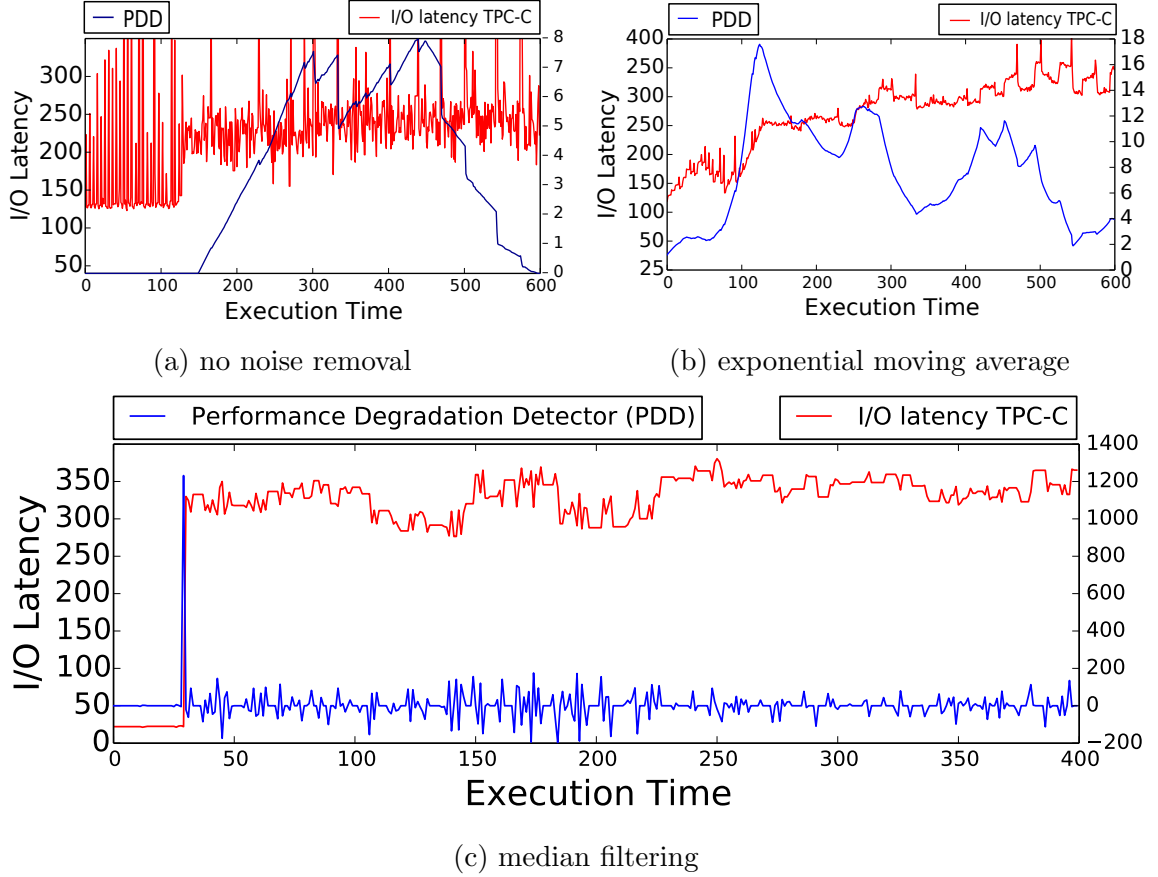 PDD
I/O latency TPC-C
I/O Latency
350
300
250
200
150
100
50
8
7
6
5
4
3
2
1
0
0 100 200 300 400 500 600
Execution Time
(a) no noise removal
PDD
I/O latency TPC-C
I/O Latency
400
350
300
250
200
150
100
50
25
18
16
14
12
10
8
6
4
2
0
0 100 200 300 400 500 600
Execution Time
(b) exponential moving average
Performance Degradation Detector (PDD)
I/O latency TPC-C
I/O Latency
350
300
250
200
150
100
50
0
1400
1200
1000
800
600
400
200
0
−200
0 50 100 150 200 250 300 350 400
Execution Time
(c) median filtering